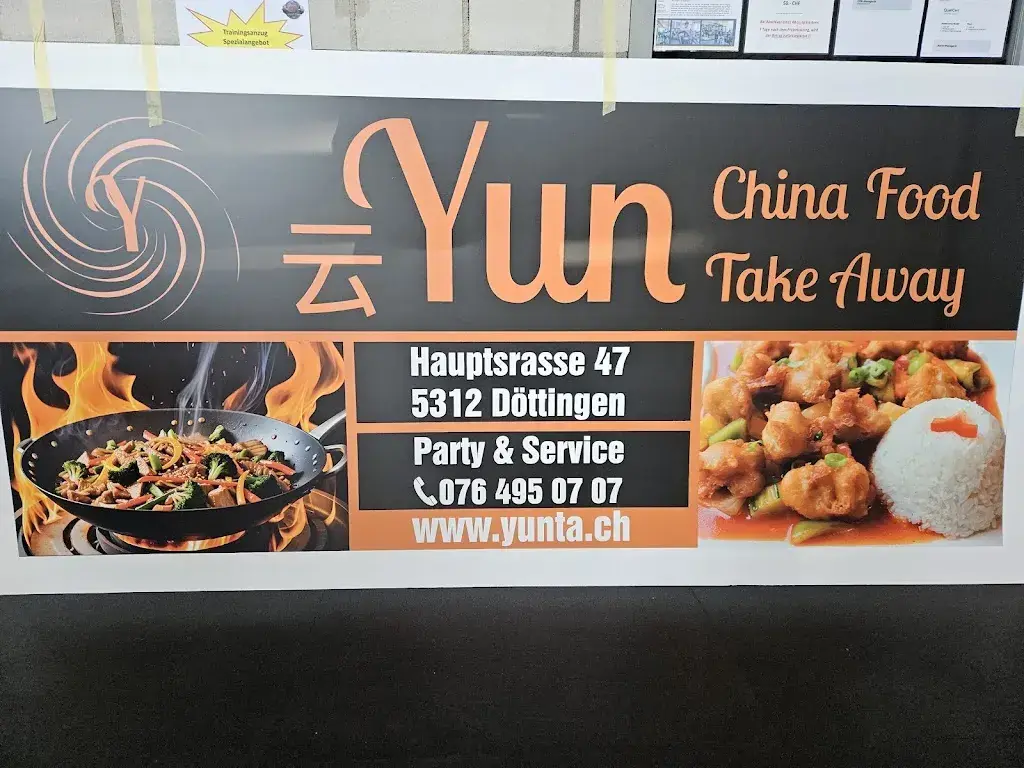 Trainingsanzug
Spezialangebot
Y
云 Yun
China Food
Take Away
Hauptsrasse 47
5312 Döttingen
Party & Service
076 495 07 07
www.yunta.ch